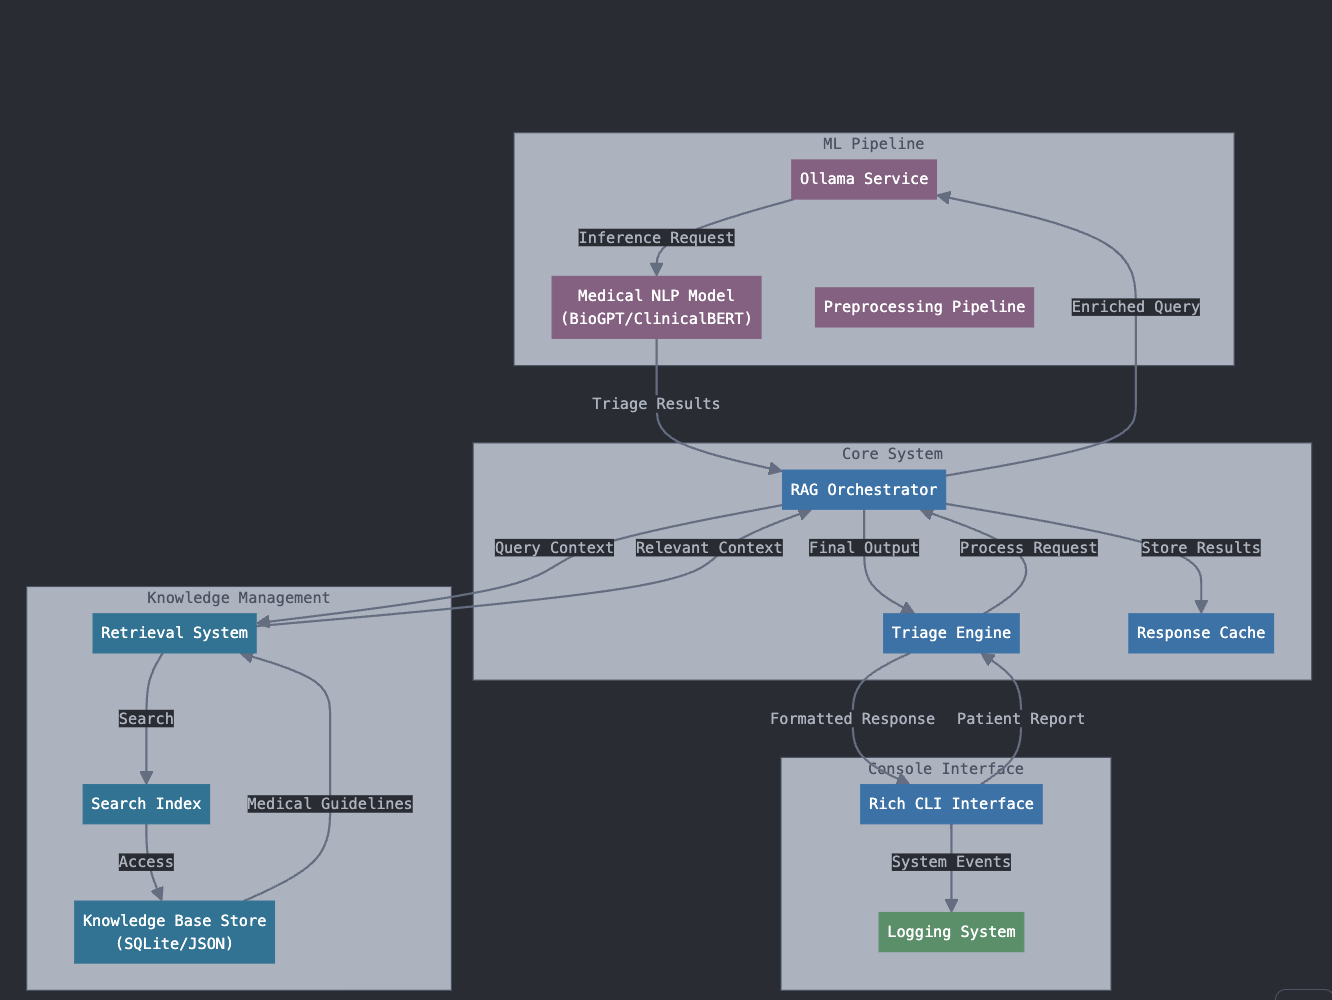 ML Pipeline
Ollama Service
Inference Request
Medical NLP Model
(BioGPT/ClinicalBERT)
Preprocessing Pipeline
Enriched Query
Triage Results
Core System
RAG Orchestrator
Query Context
Relevant Context
Final Output
Process Request
Store Results
Triage Engine
Response Cache
Knowledge Management
Retrieval System
Search
Search Index
Medical Guidelines
Access
Knowledge Base Store
(SQLite/JSON)
Formatted Response
Patient Report
Console Interface
Rich CLI Interface
System Events
Logging System